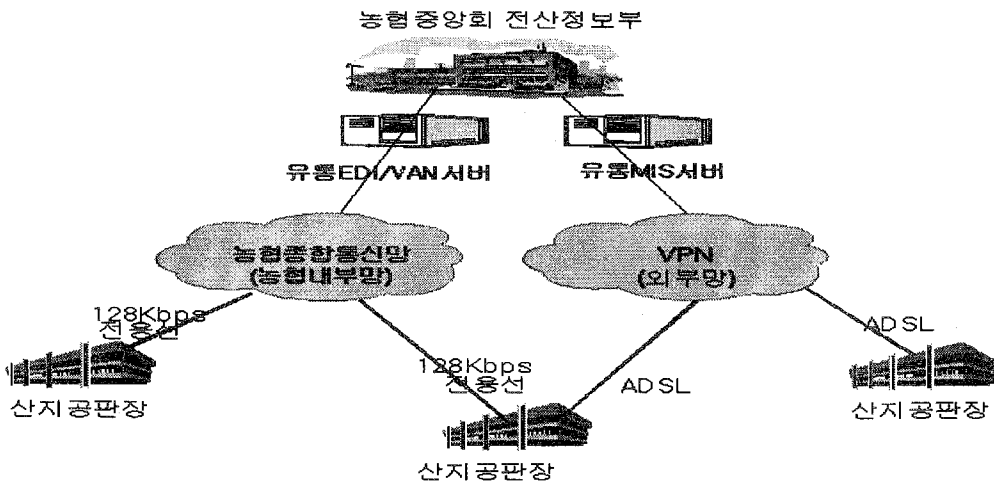 농협중앙회 전산정보부
유통EDI/VAN서버
유통MIS서버
농협종합통신망
(농협내부망)
VPN
(외부망)
128Kbps
전용선
128Kbps
전용선
ADSL
ADSL
산지공판장
산지공판장
산지공판장